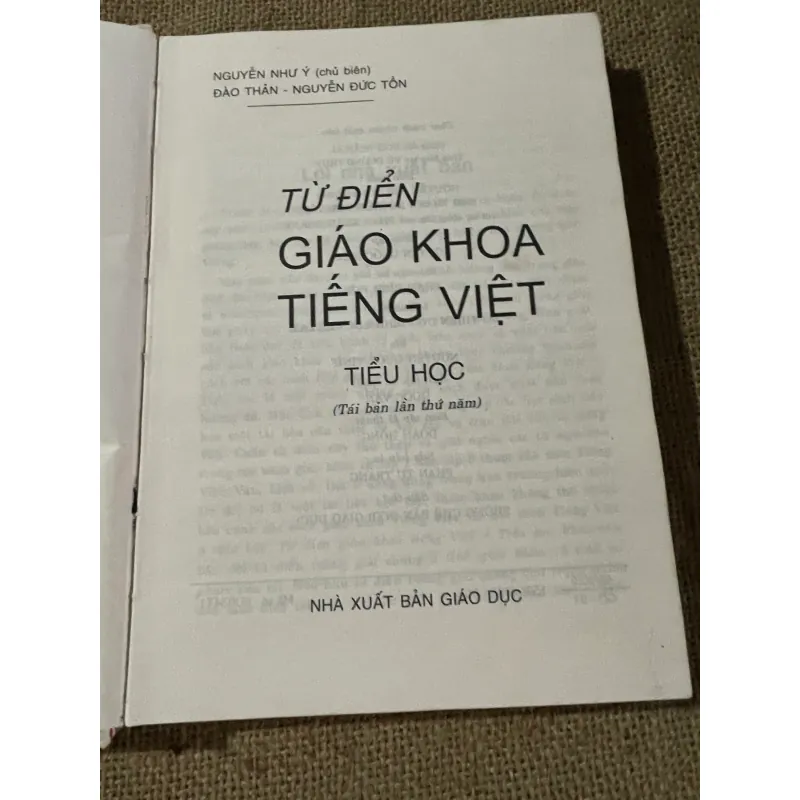 NGUYỄN NHƯ Ý (chủ biên)
ĐÀO THẢN - NGUYỄN ĐỨC TỒN
TỪ ĐIỂN
GIÁO KHOA
TIẾNG VIỆT
TIỂU HỌC
(Tái bản lần thứ năm)
NHÀ XUẤT BẢN GIÁO DỤC